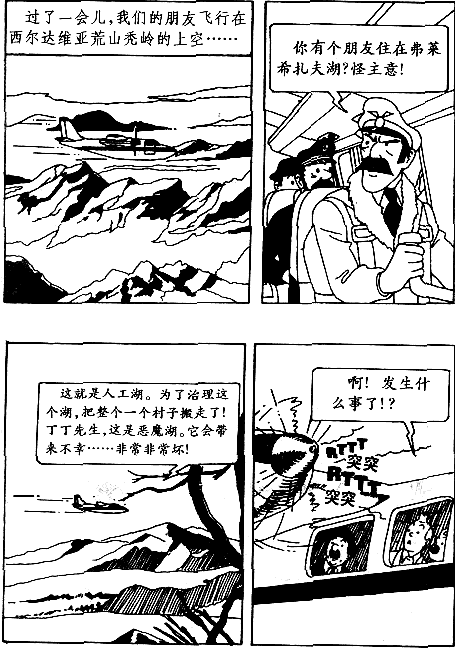 过了一会儿,我们的朋友飞行在
西尔达维亚荒山秃岭的上空……
你有个朋友住在弗莱
希扎夫湖?怪主意!
这就是人工湖。为了治理这
个湖,把整个一个村子搬走了!
丁丁先生,这是恶魔湖。它会带
来不幸……非常非常坏!
啊! 发生什
么事了!?
RTTT
突突
RTTT
突突